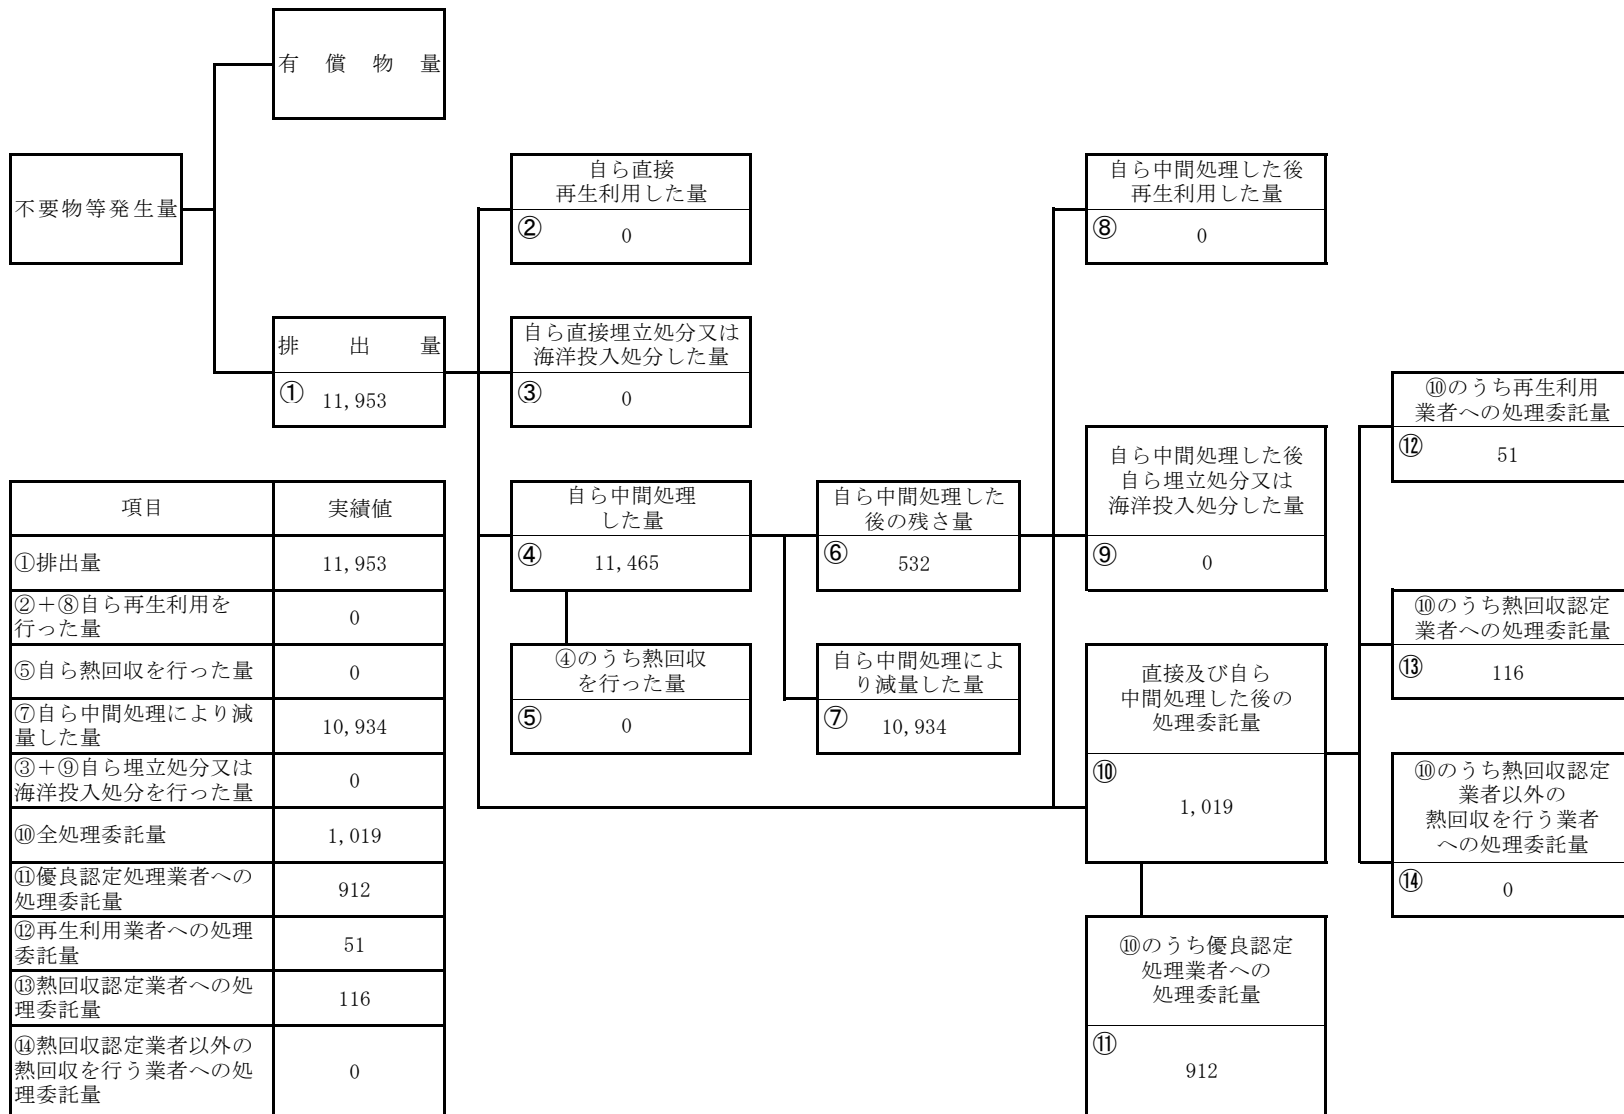 有償物量
不要物等発生量
排出量
① 11,953
自ら直接
再生利用した量
② 0
自ら直接埋立処分又は
海洋投入処分した量
③ 0
自ら中間処理
した量
④ 11,465
④のうち熱回収
を行った量
⑤ 0
自ら中間処理した
後の残さ量
⑥ 532
自ら中間処理によ
り減量した量
⑦ 10,934
自ら中間処理した後
再生利用した量
⑧ 0
自ら中間処理した後
自ら埋立処分又は
海洋投入処分した量
⑨ 0
直接及び自ら
中間処理した後の
処理委託量
⑩
1,019
⑩のうち優良認定
処理業者への
処理委託量
⑪
912
⑩のうち再生利用
業者への処理委託量
⑫ 51
⑩のうち熱回収認定
業者への処理委託量
⑬ 116
⑩のうち熱回収認定
業者以外の
熱回収を行う業者
への処理委託量
⑭ 0
項目 実績値
①排出量 11,953
②+⑧自ら再生利用を
行った量 0
⑤自ら熱回収を行った量 0
⑦自ら中間処理により減
量した量 10,934
③+⑨自ら埋立処分又は
海洋投入処分を行った量 0
⑩全処理委託量 1,019
⑪優良認定処理業者への
処理委託量 912
⑫再生利用業者への処理
委託量 51
⑬熱回収認定業者への処
理委託量 116
⑭熱回収認定業者以外の
熱回収を行う業者への処
理委託量 0